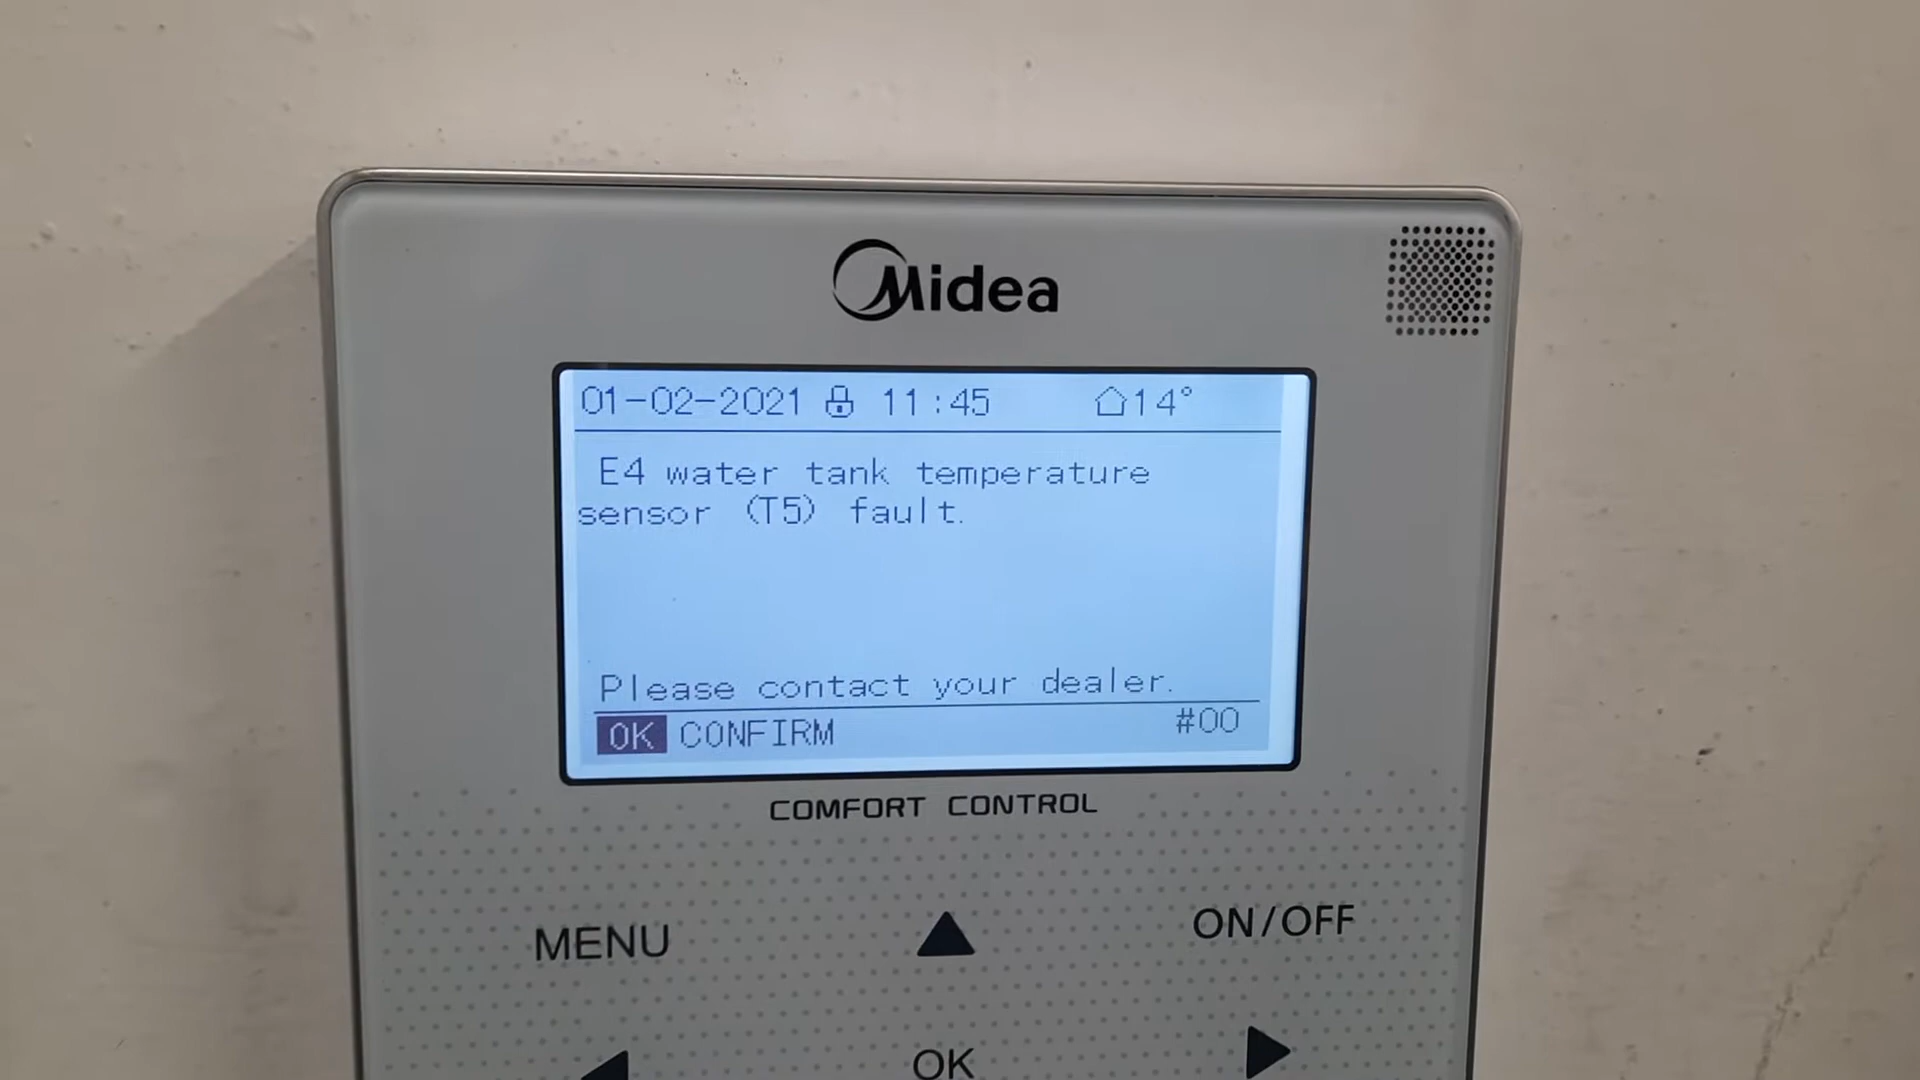 Midea
01-02-2021 11:45 14°
E4 water tank temperature
sensor (T5) fault.
Please contact your dealer.
OK CONFIRM #00
COMFORT CONTROL
MENU ON/OFF
OK